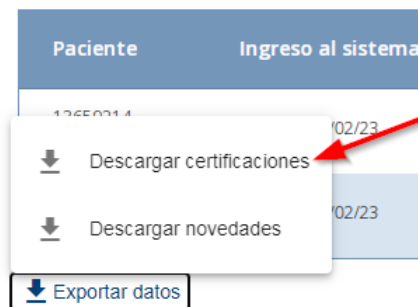 Paciente Ingreso al sistema
/02/23
Descargar certificaciones
/02/23
Descargar novedades
Exportar datos